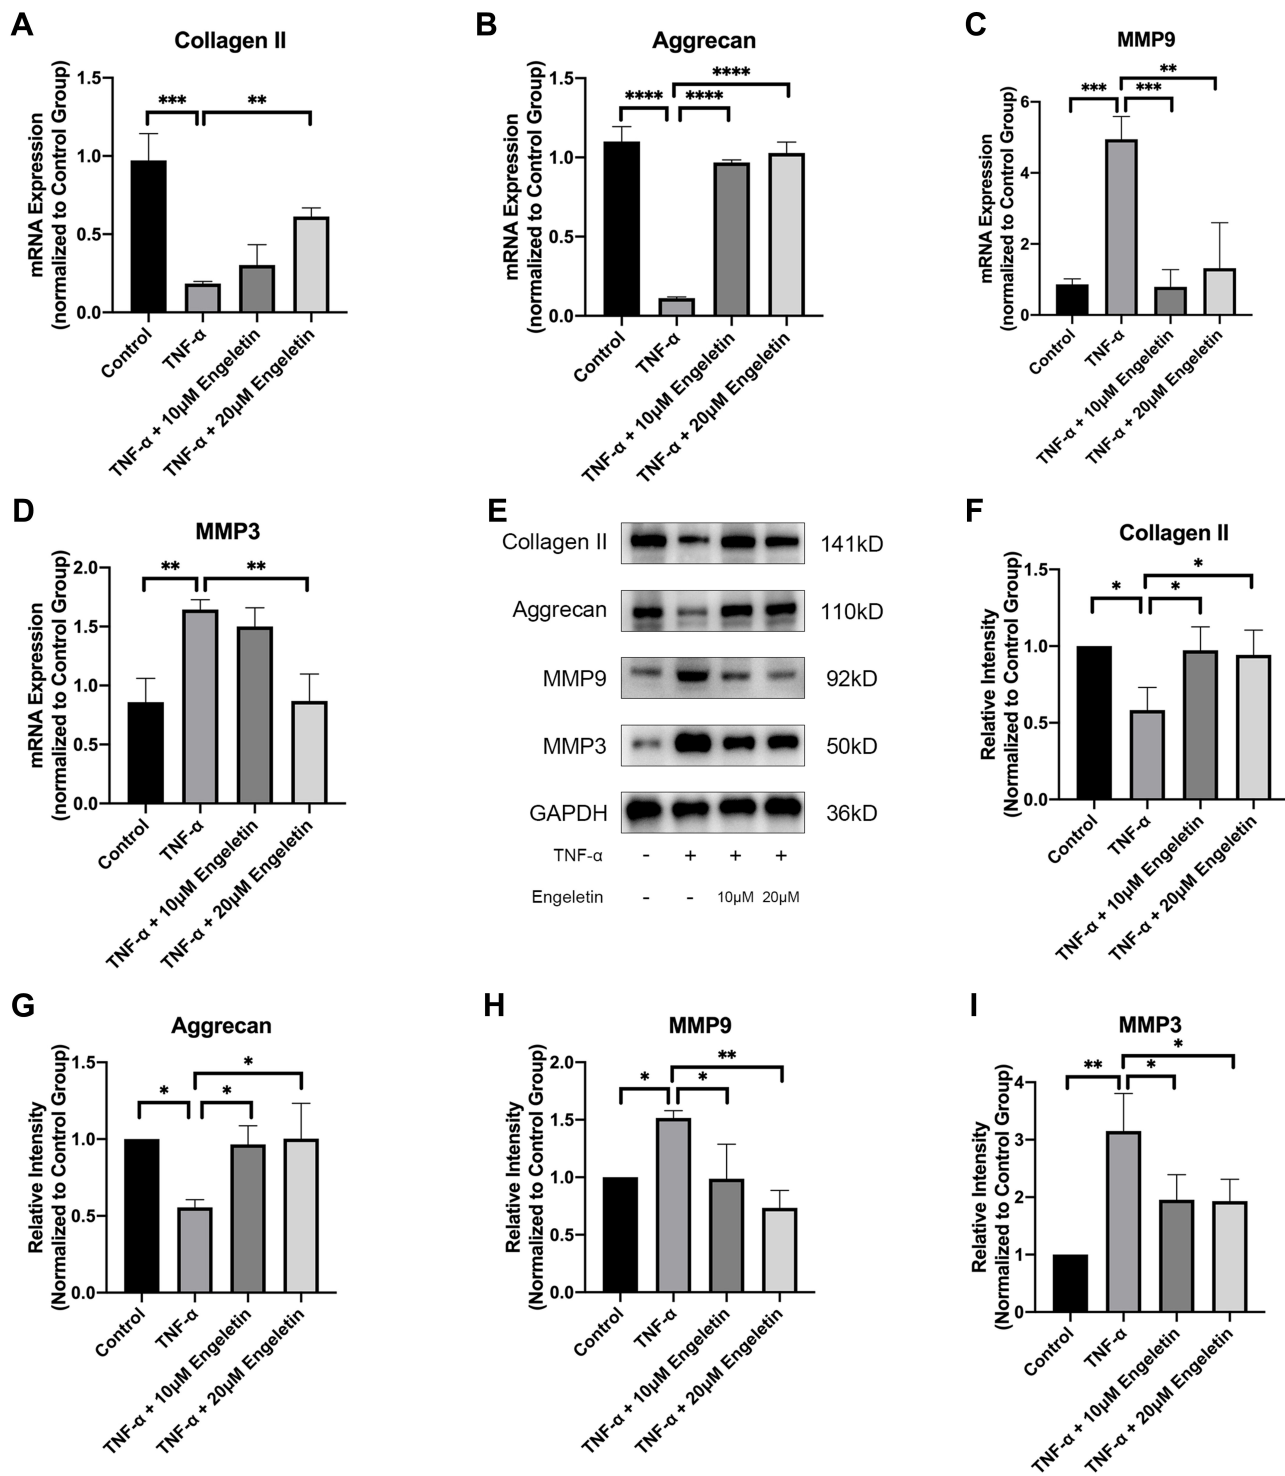 A
Collagen II
mRNA Expression
(normalized to Control Group)
1.5
1.0
0.5
0.0
***
**
Control
TNF-α
TNF-α + 10μM Engeletin
TNF-α + 20μM Engeletin
B
Aggrecan
mRNA Expression
(normalized to Control Group)
1.5
1.0
0.5
0.0
****
****
****
Control
TNF-α
TNF-α + 10μM Engeletin
TNF-α + 20μM Engeletin
C
MMP9
mRNA Expression
(normalized to Control Group)
6
4
2
0
**
***
***
Control
TNF-α
TNF-α + 10μM Engeletin
TNF-α + 20μM Engeletin
D
MMP3
mRNA Expression
(normalized to Control Group)
2.0
1.5
1.0
0.5
0.0
**
**
Control
TNF-α
TNF-α + 10μM Engeletin
TNF-α + 20μM Engeletin
E
Collagen II 141kD
Aggrecan 110kD
MMP9 92kD
MMP3 50kD
GAPDH 36kD
TNF-α - + + +
Engeletin - - 10μM 20μM
F
Collagen II
Relative Intensity
(Normalized to Control Group)
1.5
1.0
0.5
0.0
*
*
*
Control
TNF-α
TNF-α + 10μM Engeletin
TNF-α + 20μM Engeletin
G
Aggrecan
Relative Intensity
(Normalized to Control Group)
1.5
1.0
0.5
0.0
*
*
*
Control
TNF-α
TNF-α + 10μM Engeletin
TNF-α + 20μM Engeletin
H
MMP9
Relative Intensity
(Normalized to Control Group)
2.0
1.5
1.0
0.5
0.0
**
*
*
Control
TNF-α
TNF-α + 10μM Engeletin
TNF-α + 20μM Engeletin
I
MMP3
Relative Intensity
(Normalized to Control Group)
4
3
2
1
0
*
**
*
Control
TNF-α
TNF-α + 10μM Engeletin
TNF-α + 20μM Engeletin